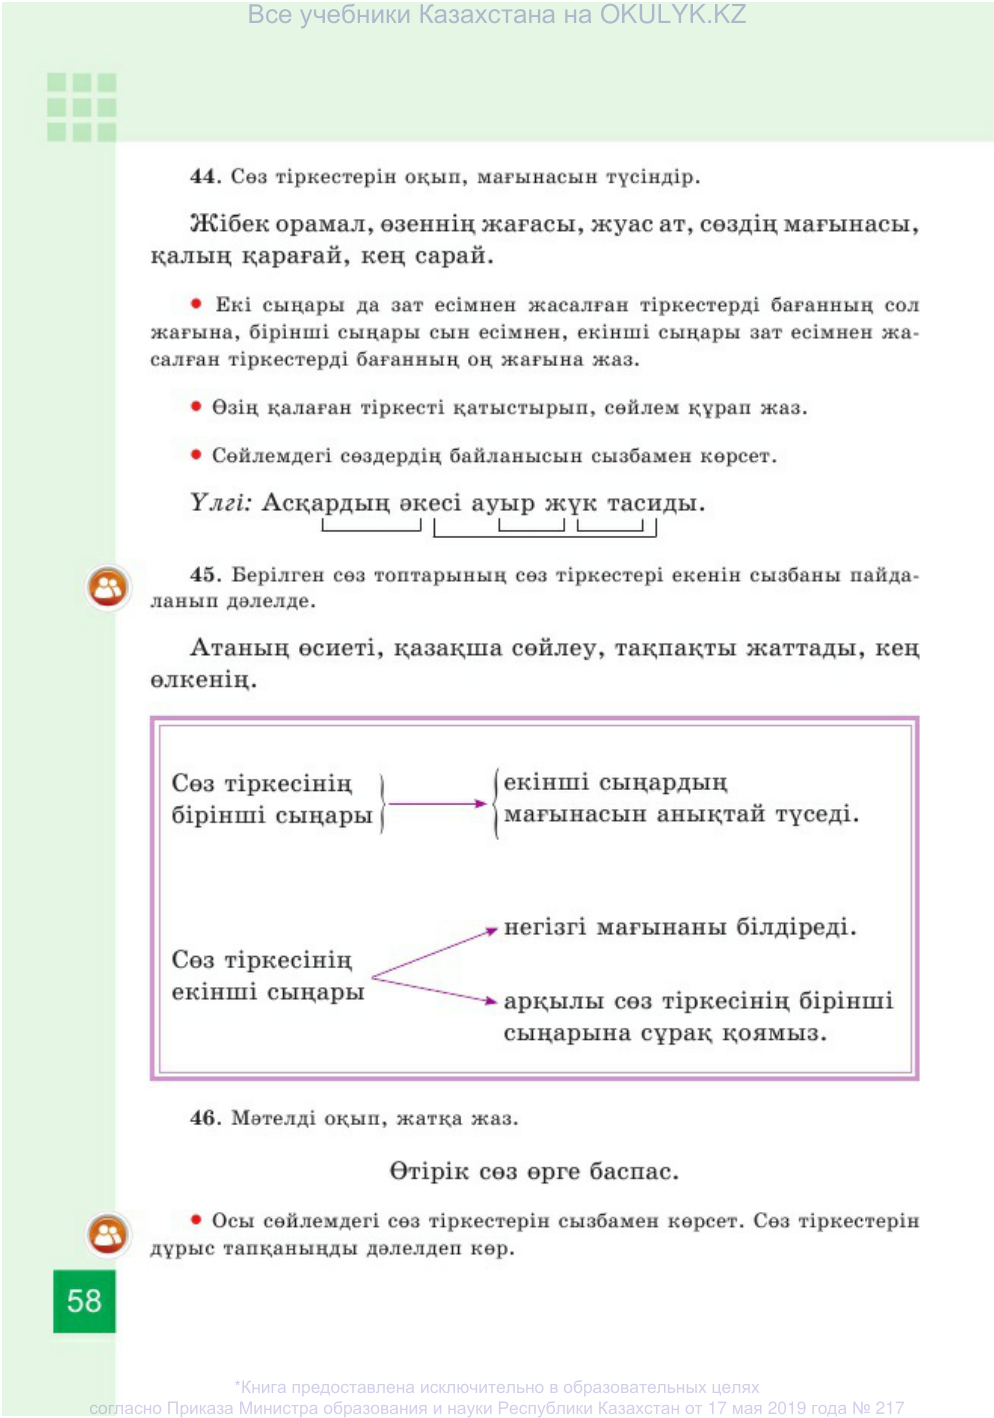 Все учебники Казахстана на OKULYK.KZ
44. Сөз тіркестерін оқып, мағынасын түсіндір.
Жібек орамал, өзеннің жағасы, жуас ат, сөздің мағынасы,
қалың қарағай, кең сарай.
• Екі сыңары да зат есімнен жасалған тіркестерді бағанның сол
жағына, бірінші сыңары сын есімнен, екінші сыңары зат есімнен жа-
салған тіркестерді бағанның оң жағына жаз.
• Өзің қалаған тіркесті қатыстырып, сөйлем құрап жаз.
• Сөйлемдегі сөздердің байланысын сызбамен көрсет.
Үлгі: Асқардың әкесі ауыр жүк тасиды.
45. Берілген сөз топтарының сөз тіркестері екенін сызбаны пайда-
ланып дәлелде.
Атаның өсиеті, қазақша сөйлеу, тақпақты жаттады, кең
өлкенің.
Сөз тіркесінің
бірінші сыңары
екінші сыңардың
мағынасын анықтай түседі.
Сөз тіркесінің
екінші сыңары
негізгі мағынаны білдіреді.
арқылы сөз тіркесінің бірінші
сыңарына сұрақ қоямыз.
46. Мәтелді оқып, жатқа жаз.
Өтірік сөз өрге баспас.
• Осы сөйлемдегі сөз тіркестерін сызбамен көрсет. Сөз тіркестерін
дұрыс тапқаныңды дәлелдеп көр.
58
*Книга предоставлена исключительно в образовательных целях
согласно Приказа Министра образования и науки Республики Казахстан от 17 мая 2019 года № 217